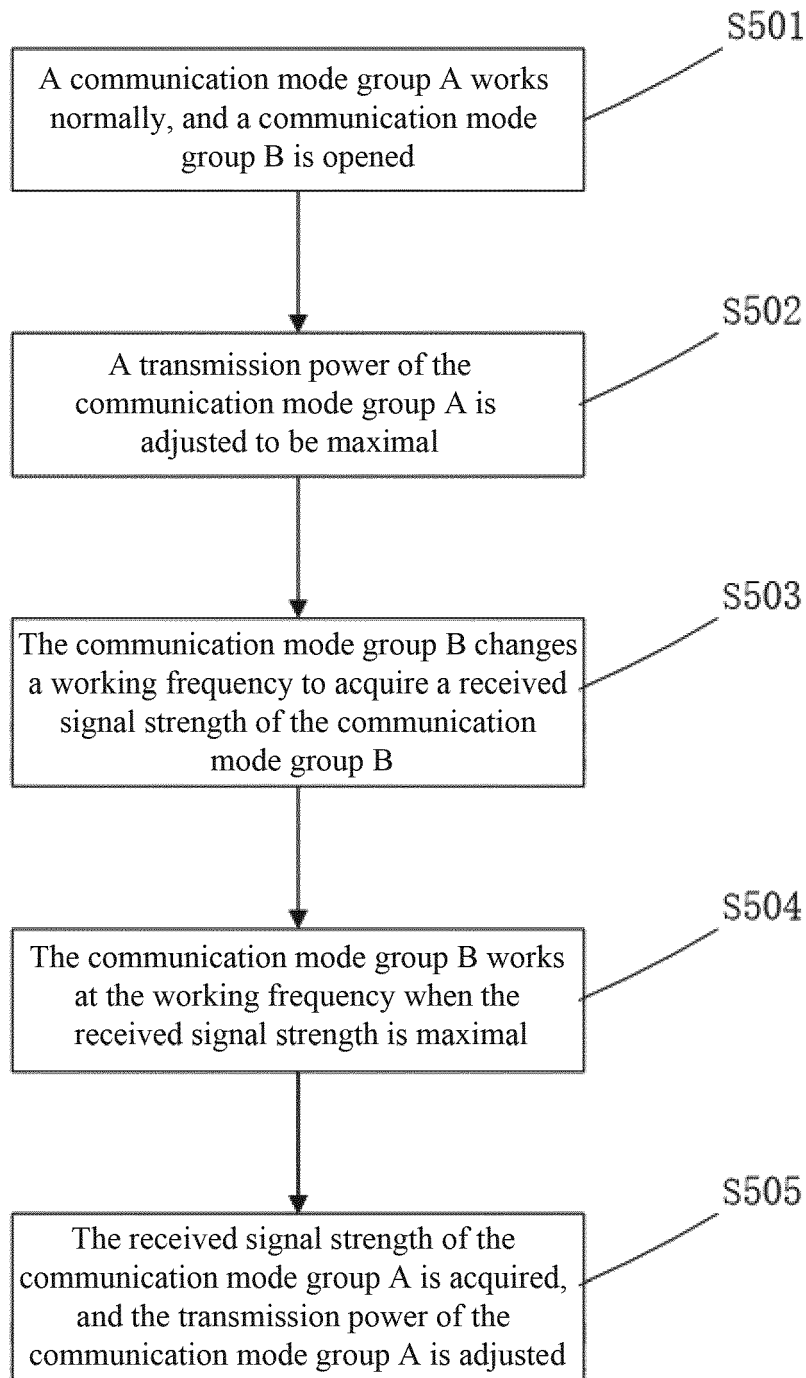 S501
A communication mode group A works
normally, and a communication mode
group B is opened
S502
A transmission power of the
communication mode group A is
adjusted to be maximal
S503
The communication mode group B changes
a working frequency to acquire a received
signal strength of the communication
mode group B
S504
The communication mode group B works
at the working frequency when the
received signal strength is maximal
S505
The received signal strength of the
communication mode group A is acquired,
and the transmission power of the
communication mode group A is adjusted